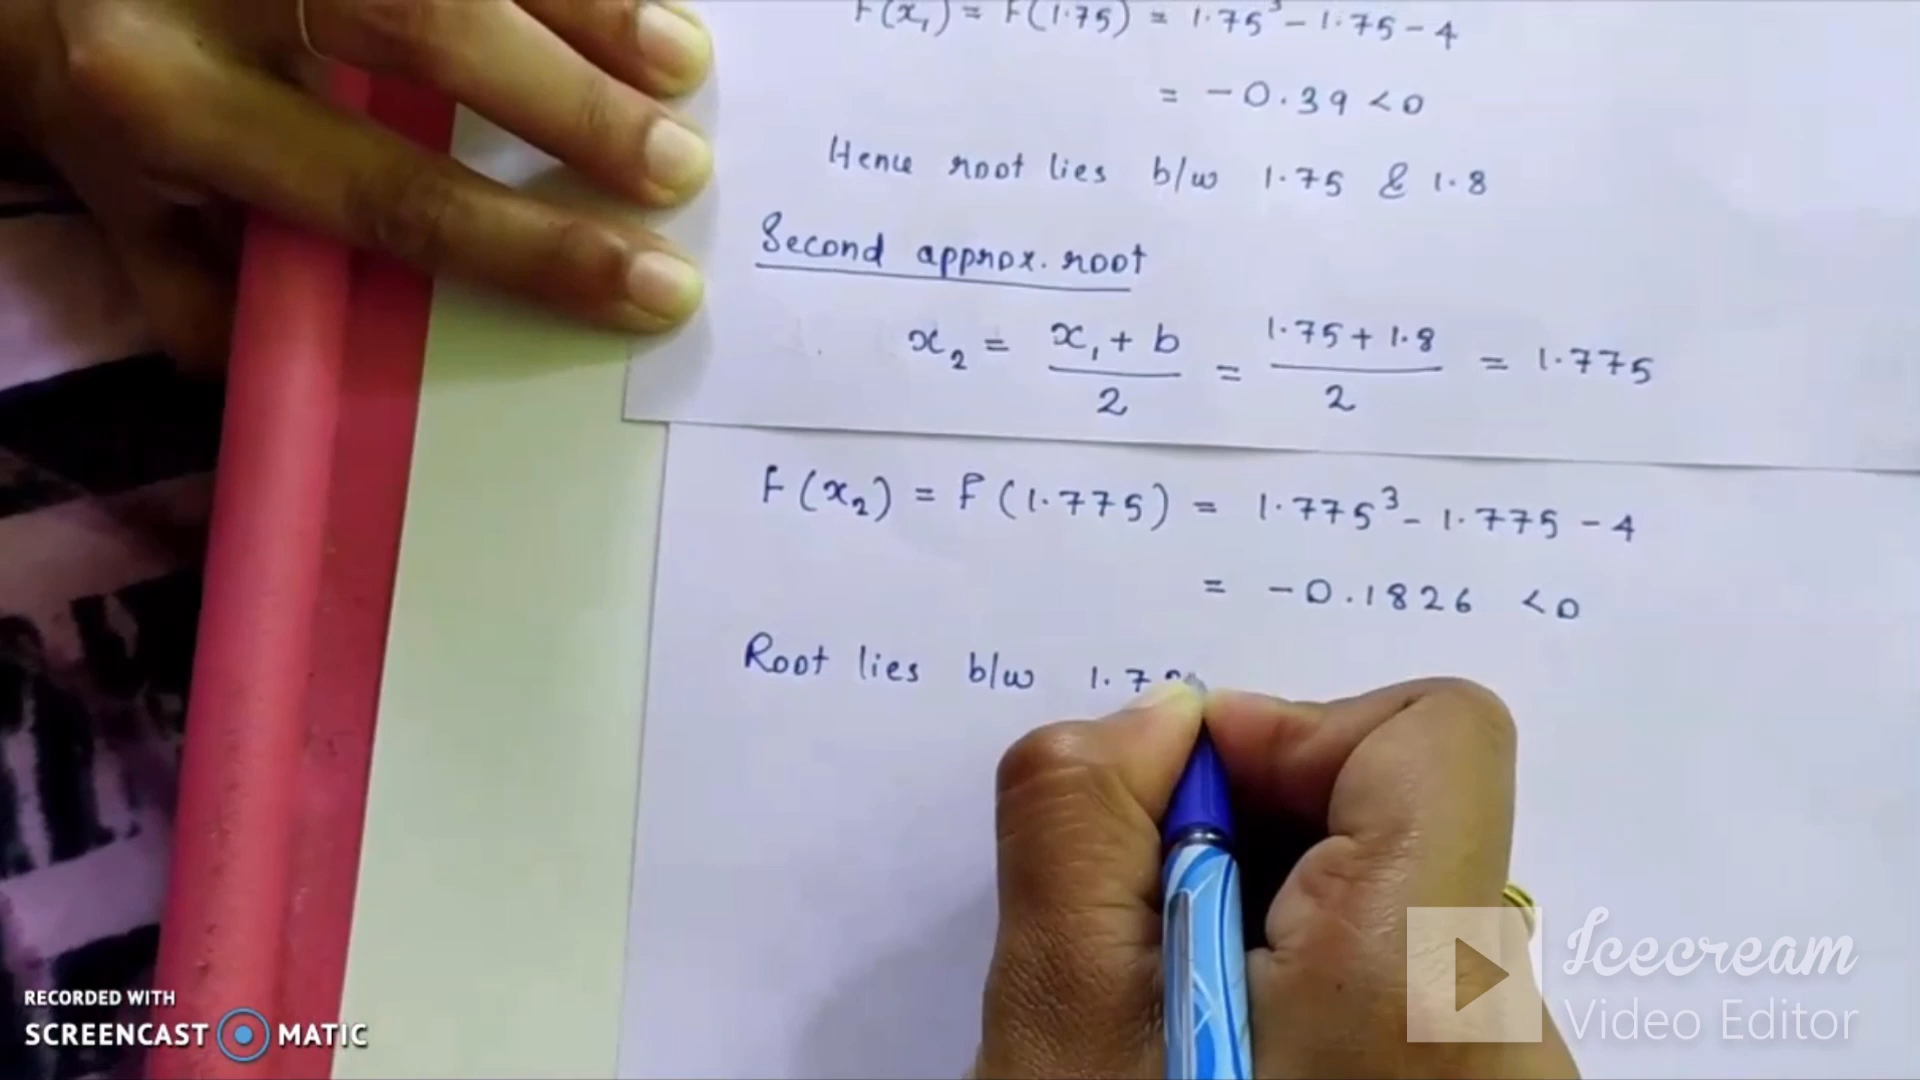 F(x₁) = F(1.75) = 1.75³ - 1.75 - 4
= -0.39 < 0
Hence root lies b/w 1.75 & 1.8
Second approx. root
x₂ = (x₁ + b)/2 = (1.75 + 1.8)/2 = 1.775
F(x₂) = F(1.775) = 1.775³ - 1.775 - 4
= -0.1826 < 0
Root lies b/w 1.7
RECORDED WITH
SCREENCAST MATIC
Icecream
Video Editor